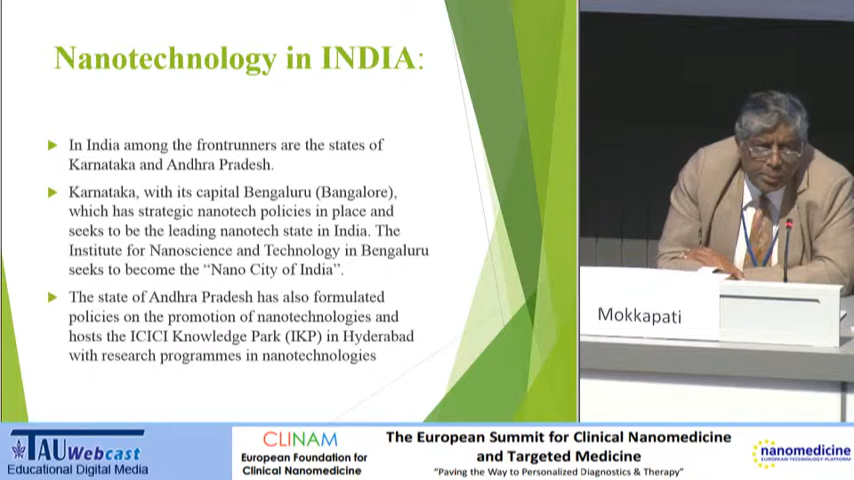 Nanotechnology in INDIA:
In India among the frontrunners are the states of
Karnataka and Andhra Pradesh.
Karnataka, with its capital Bengaluru (Bangalore),
which has strategic nanotech policies in place and
seeks to be the leading nanotech state in India. The
Institute for Nanoscience and Technology in Bengaluru
seeks to become the “Nano City of India”.
The state of Andhra Pradesh has also formulated
policies on the promotion of nanotechnologies and
hosts the ICICI Knowledge Park (IKP) in Hyderabad
with research programmes in nanotechnologies
Mokkapati
TAU Webcast
Educational Digital Media
CLINAM
European Foundation for
Clinical Nanomedicine
The European Summit for Clinical Nanomedicine
and Targeted Medicine
"Paving the Way to Personalized Diagnostics & Therapy"
nanomedicine
EUROPEAN TECHNOLOGY PLATFORM